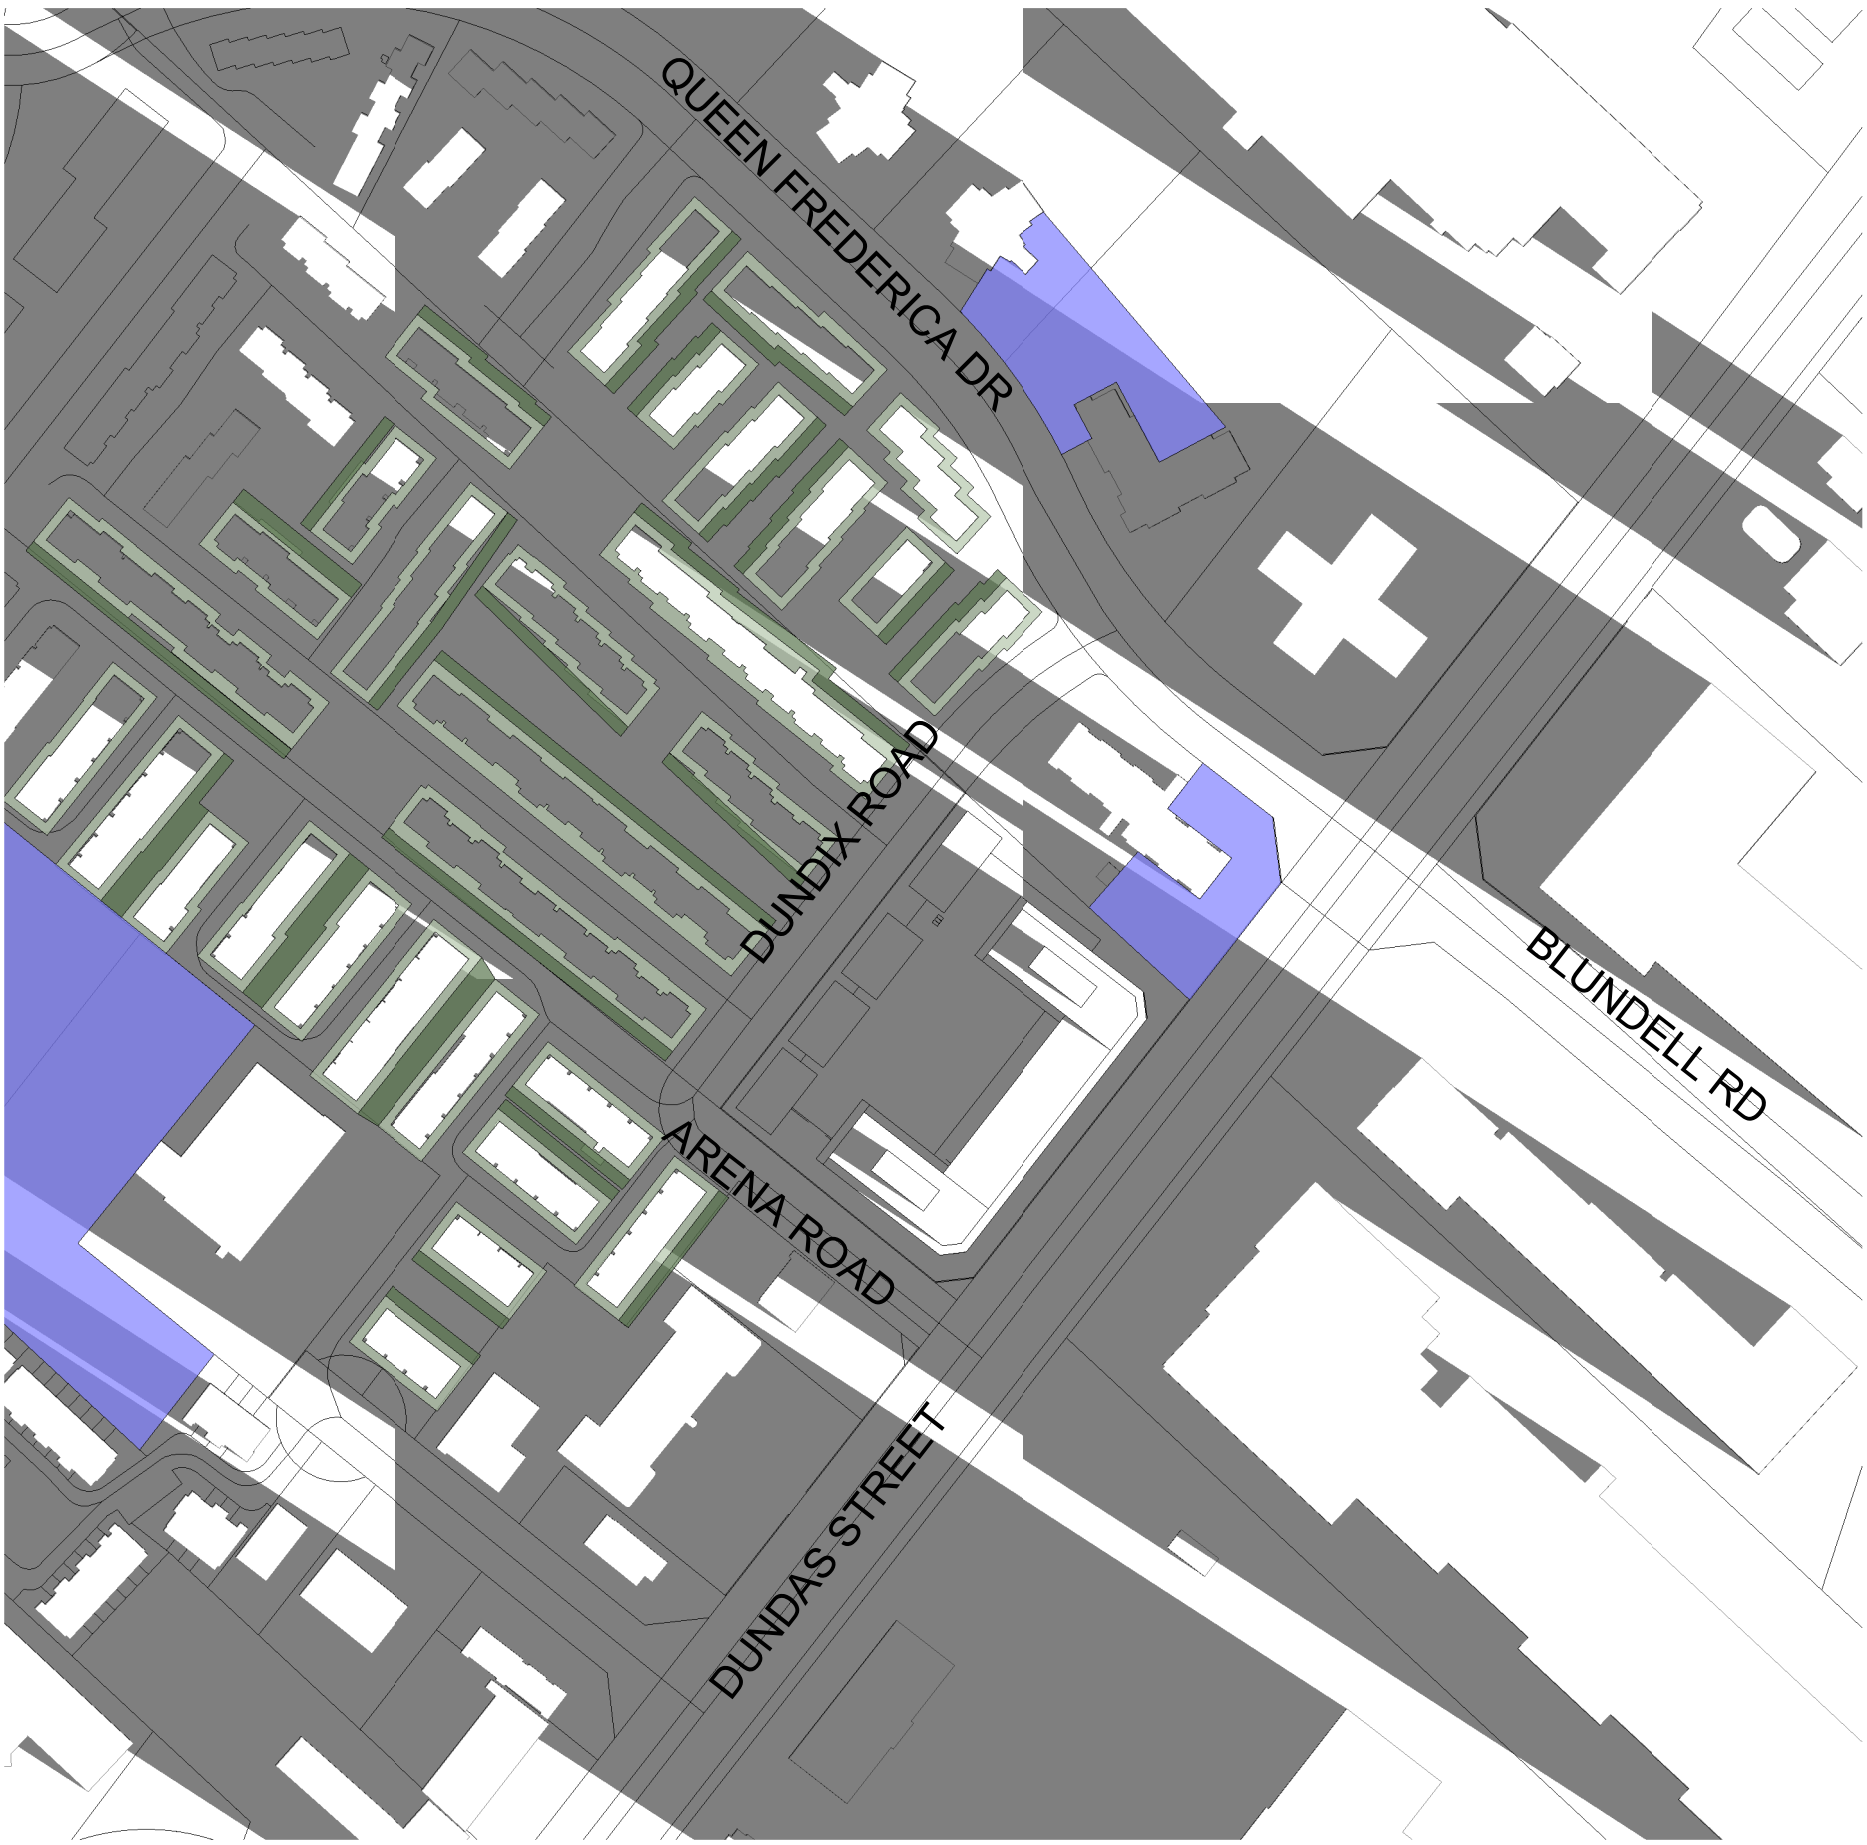 QUEEN FREDERICA DR
DUNDIX ROAD
BLUNDELL RD
ARENA ROAD
DUNDAS STREET